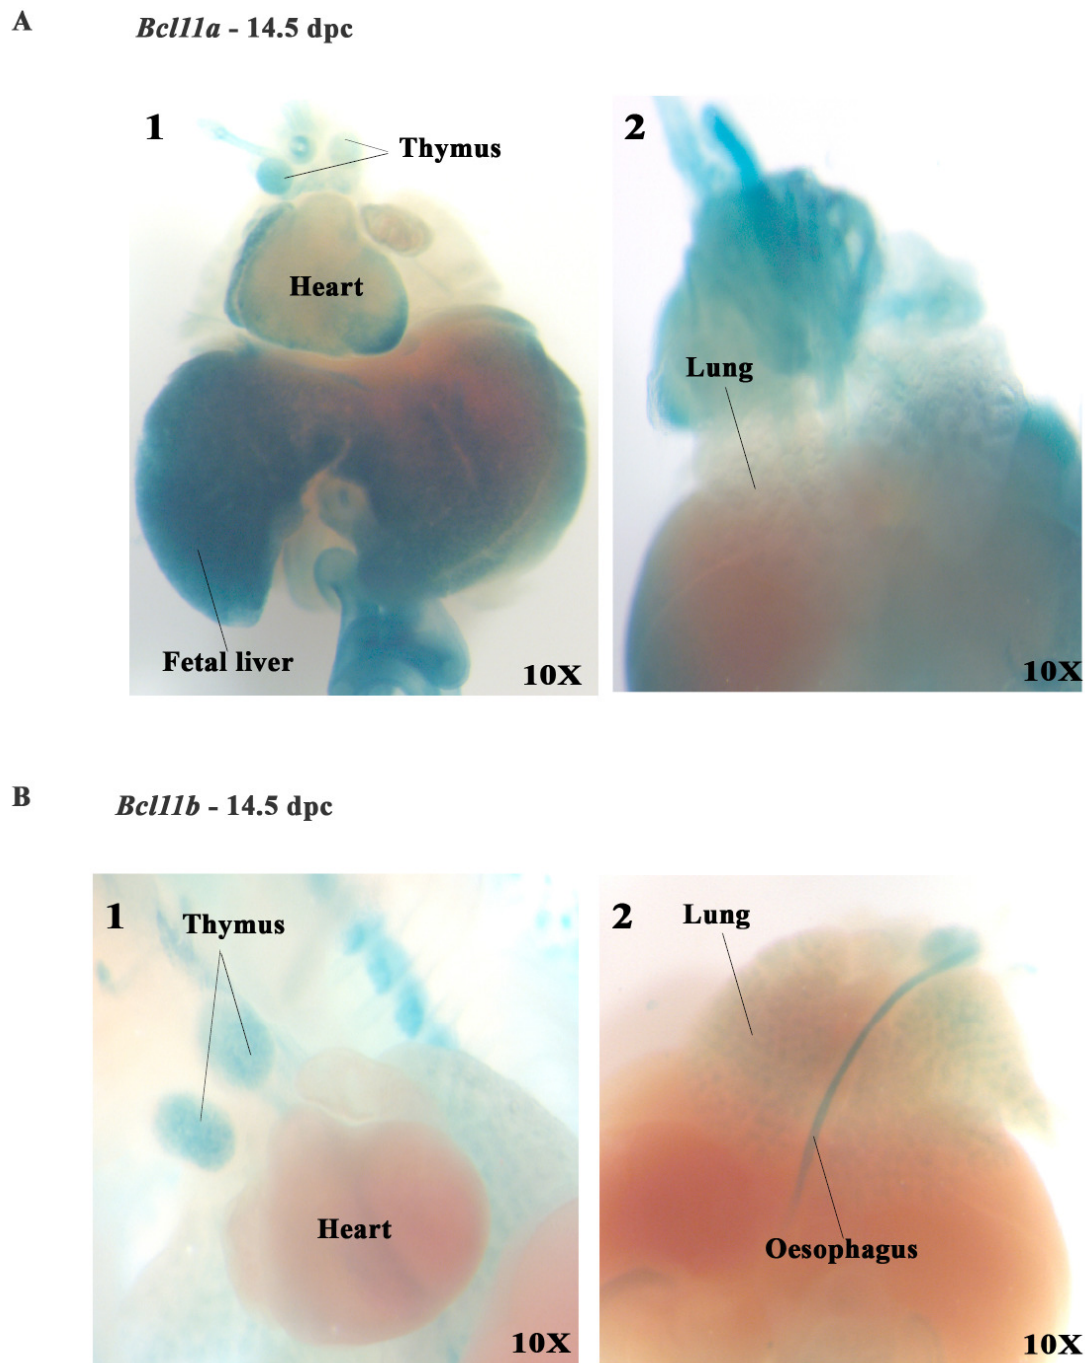 A
Bcl11a - 14.5 dpc
1
Thymus
Heart
Fetal liver
10X
2
Lung
10X
B
Bcl11b - 14.5 dpc
1
Thymus
Heart
10X
2
Lung
Oesophagus
10X